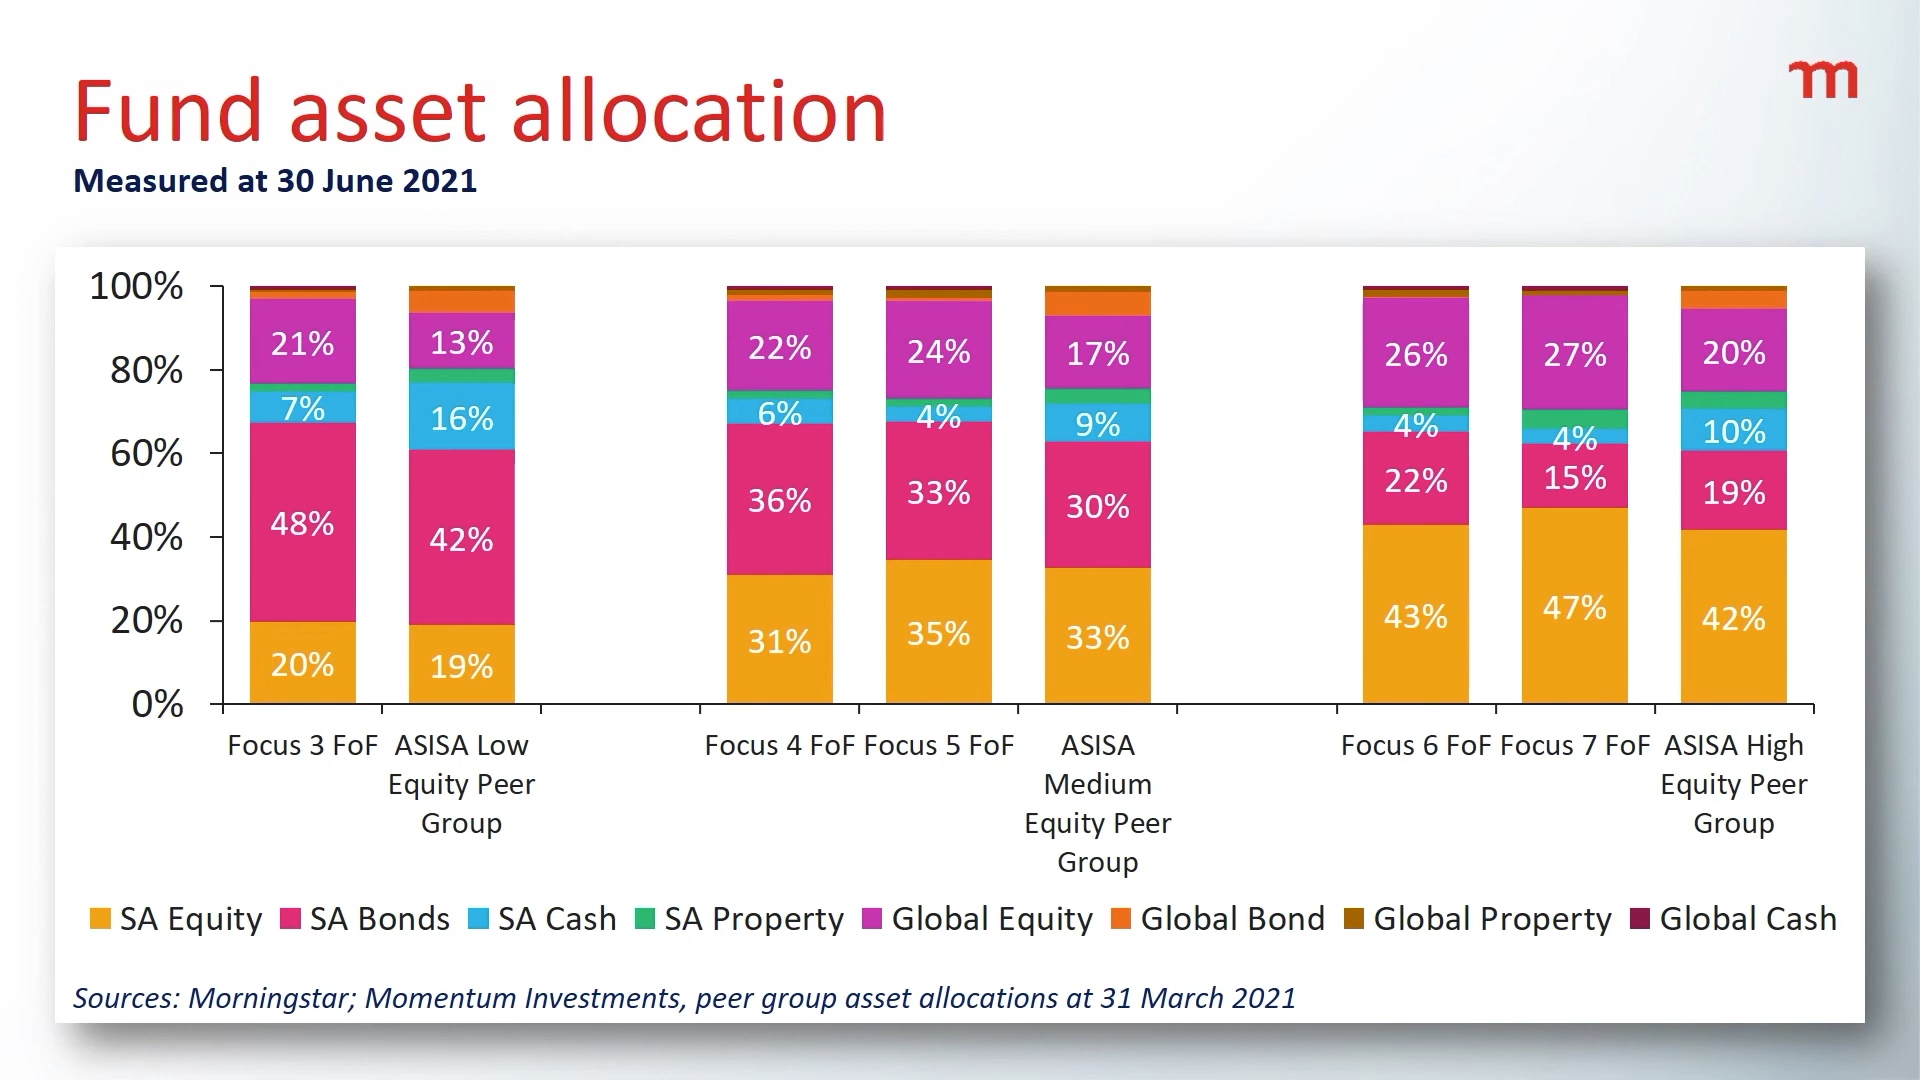 Fund asset allocation
m
Measured at 30 June 2021
100%
80%
60%
40%
20%
0%
21%
7%
48%
20%
13%
16%
42%
19%
22%
6%
36%
31%
24%
4%
33%
35%
17%
9%
30%
33%
26%
4%
22%
43%
27%
4%
15%
47%
20%
10%
19%
42%
Focus 3 FoF
ASISA Low
Equity Peer
Group
Focus 4 FoF
Focus 5 FoF
ASISA
Medium
Equity Peer
Group
Focus 6 FoF
Focus 7 FoF
ASISA High
Equity Peer
Group
SA Equity SA Bonds SA Cash SA Property Global Equity Global Bond Global Property Global Cash
Sources: Morningstar; Momentum Investments, peer group asset allocations at 31 March 2021